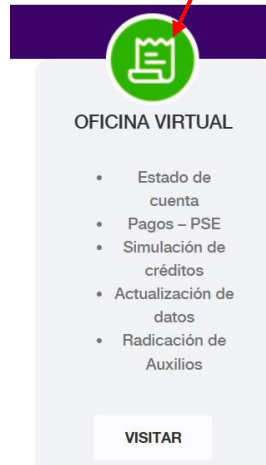 OFICINA VIRTUAL
• Estado de
cuenta
• Pagos – PSE
• Simulación de
créditos
• Actualización de
datos
• Radicación de
Auxilios
VISITAR